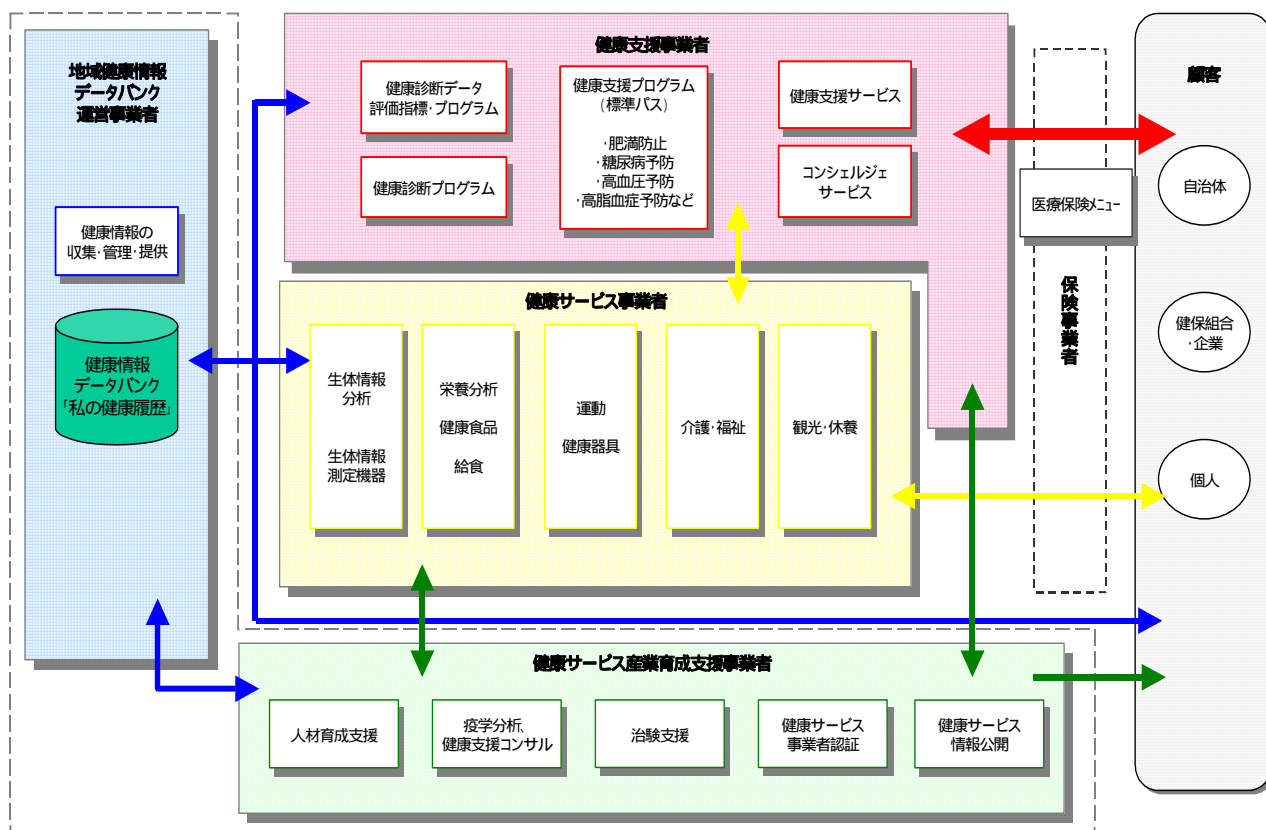 地域健康情報
データバンク
運営事業者
健康情報の
収集・管理・提供
健康情報
データバンク
「私の健康履歴」
健康支援事業者
健康診断データ
評価指標・プログラム
健康診断プログラム
健康支援プログラム
(標準パス)
・肥満防止
・糖尿病予防
・高血圧予防
・高脂血症予防など
健康支援サービス
コンシェルジェ
サービス
健康サービス事業者
生体情報
分析
生体情報
測定機器
栄養分析
健康食品
給食
運動
健康器具
介護・福祉
観光・休養
医療保険メニュー
保険事業者
顧客
自治体
健保組合
・企業
個人
健康サービス産業育成支援事業者
人材育成支援
疫学分析、
健康支援コンサル
治験支援
健康サービス
事業者認証
健康サービス
情報公開